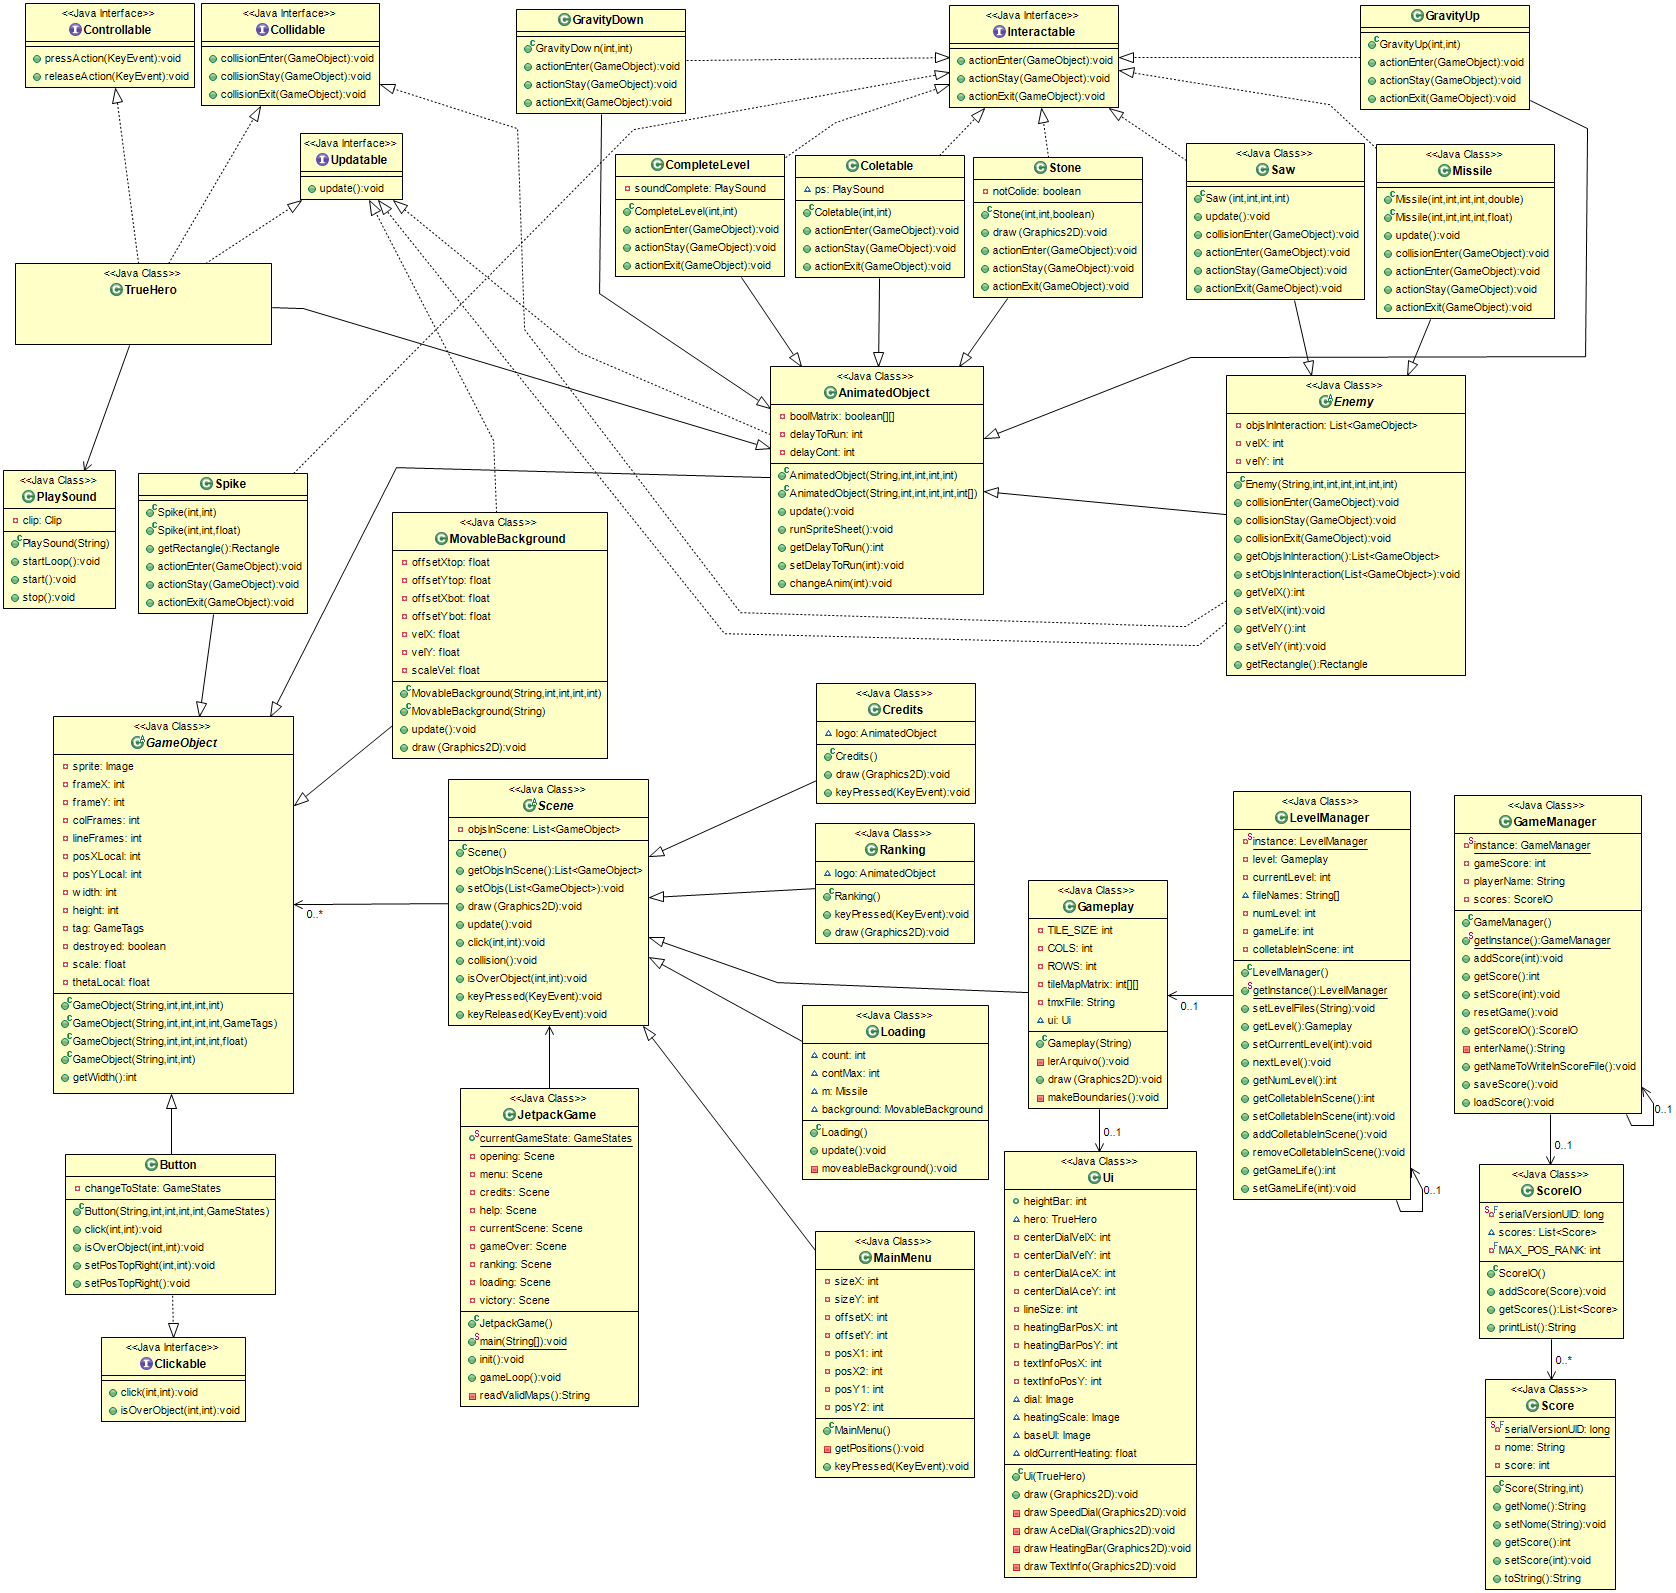 <<Java Interface>>
Controllable
pressAction(KeyEvent):void
releaseAction(KeyEvent):void
<<Java Interface>>
Collidable
collisionEnter(GameObject):void
collisionStay(GameObject):void
collisionExit(GameObject):void
GravityDown
GravityDown(int,int)
actionEnter(GameObject):void
actionStay(GameObject):void
actionExit(GameObject):void
<<Java Interface>>
Interactable
actionEnter(GameObject):void
actionStay(GameObject):void
actionExit(GameObject):void
GravityUp
GravityUp(int,int)
actionEnter(GameObject):void
actionStay(GameObject):void
actionExit(GameObject):void
<<Java Interface>>
Updatable
update():void
CompleteLevel
soundComplete: PlaySound
CompleteLevel(int,int)
actionEnter(GameObject):void
actionStay(GameObject):void
actionExit(GameObject):void
Coletable
ps: PlaySound
Coletable(int,int)
actionEnter(GameObject):void
actionStay(GameObject):void
actionExit(GameObject):void
Stone
notColide: boolean
Stone(int,int,boolean)
draw(Graphics2D):void
actionEnter(GameObject):void
actionStay(GameObject):void
actionExit(GameObject):void
<<Java Class>>
Saw
Saw(int,int,int,int)
update():void
collisionEnter(GameObject):void
actionEnter(GameObject):void
actionStay(GameObject):void
actionExit(GameObject):void
<<Java Class>>
Missile
Missile(int,int,int,int,double)
Missile(int,int,int,int,float)
update():void
collisionEnter(GameObject):void
actionEnter(GameObject):void
actionStay(GameObject):void
actionExit(GameObject):void
<<Java Class>>
TrueHero
<<Java Class>>
AnimatedObject
boolMatrix: boolean[][]
delayToRun: int
delayCont: int
AnimatedObject(String,int,int,int,int)
AnimatedObject(String,int,int,int,int,int[])
update():void
runSpriteSheet():void
getDelayToRun():int
setDelayToRun(int):void
changeAnim(int):void
<<Java Class>>
Enemy
objsInInteraction: List<GameObject>
velX: int
velY: int
Enemy(String,int,int,int,int,int,int)
collisionEnter(GameObject):void
collisionStay(GameObject):void
collisionExit(GameObject):void
getObjsInInteraction():List<GameObject>
setObjsInInteraction(List<GameObject>):void
getVelX():int
setVelX(int):void
getVelY():int
setVelY(int):void
getRectangle():Rectangle
<<Java Class>>
PlaySound
clip: Clip
PlaySound(String)
startLoop():void
start():void
stop():void
Spike
Spike(int,int)
Spike(int,int,float)
getRectangle():Rectangle
actionEnter(GameObject):void
actionStay(GameObject):void
actionExit(GameObject):void
<<Java Class>>
MovableBackground
offsetXtop: float
offsetYtop: float
offsetXbot: float
offsetYbot: float
velX: float
velY: float
scaleVel: float
MovableBackground(String,int,int,int,int)
MovableBackground(String)
update():void
draw(Graphics2D):void
<<Java Class>>
GameObject
sprite: Image
frameX: int
frameY: int
colFrames: int
lineFrames: int
posXLocal: int
posYLocal: int
width: int
height: int
tag: GameTags
destroyed: boolean
scale: float
thetaLocal: float
GameObject(String,int,int,int,int)
GameObject(String,int,int,int,int,GameTags)
GameObject(String,int,int,int,int,float)
GameObject(String,int,int)
getWidth():int
0..*
<<Java Class>>
Scene
objsInScene: List<GameObject>
Scene()
getObjsInScene():List<GameObject>
setObjs(List<GameObject>):void
draw(Graphics2D):void
update():void
click(int,int):void
collision():void
isOverObject(int,int):void
keyPressed(KeyEvent):void
keyReleased(KeyEvent):void
<<Java Class>>
Credits
logo: AnimatedObject
Credits()
draw(Graphics2D):void
keyPressed(KeyEvent):void
<<Java Class>>
Ranking
logo: AnimatedObject
Ranking()
keyPressed(KeyEvent):void
draw(Graphics2D):void
<<Java Class>>
Loading
count: int
contMax: int
m: Missile
background: MovableBackground
Loading()
update():void
moveableBackground():void
<<Java Class>>
Gameplay
TILE_SIZE: int
COLS: int
ROWS: int
tileMapMatrix: int[][]
tmxFile: String
ui: Ui
Gameplay(String)
lerArquivo():void
draw(Graphics2D):void
makeBoundaries():void
0..1
0..1
<<Java Class>>
LevelManager
instance: LevelManager
level: Gameplay
currentLevel: int
fileNames: String[]
numLevel: int
gameLife: int
colletableInScene: int
LevelManager()
getInstance():LevelManager
setLevelFiles(String):void
getLevel():Gameplay
setCurrentLevel(int):void
nextLevel():void
getNumLevel():int
getColletableInScene():int
setColletableInScene(int):void
addColletableInScene():void
removeColletableInScene():void
getGameLife():int
setGameLife(int):void
0..1
<<Java Class>>
GameManager
instance: GameManager
gameScore: int
playerName: String
scores: ScoreIO
GameManager()
getInstance():GameManager
addScore(int):void
getScore():int
setScore(int):void
resetGame():void
getScoreIO():ScoreIO
enterName():String
getNameToWriteInScoreFile():void
saveScore():void
loadScore():void
0..1
0..1
<<Java Class>>
JetpackGame
currentGameState: GameStates
opening: Scene
menu: Scene
credits: Scene
help: Scene
currentScene: Scene
gameOver: Scene
ranking: Scene
loading: Scene
victory: Scene
JetpackGame()
main(String[]):void
init():void
gameLoop():void
readValidMaps():String
Button
changeToState: GameStates
Button(String,int,int,int,int,GameStates)
click(int,int):void
isOverObject(int,int):void
setPosTopRight(int,int):void
setPosTopRight():void
<<Java Interface>>
Clickable
click(int,int):void
isOverObject(int,int):void
<<Java Class>>
MainMenu
sizeX: int
sizeY: int
offsetX: int
offsetY: int
posX1: int
posX2: int
posY1: int
posY2: int
MainMenu()
getPositions():void
keyPressed(KeyEvent):void
<<Java Class>>
Ui
heightBar: int
hero: TrueHero
centerDialVelX: int
centerDialVelY: int
centerDialAceX: int
centerDialAceY: int
lineSize: int
heatingBarPosX: int
heatingBarPosY: int
textInfoPosX: int
textInfoPosY: int
dial: Image
heatingScale: Image
baseUI: Image
oldCurrentHeating: float
Ui(TrueHero)
draw(Graphics2D):void
drawSpeedDial(Graphics2D):void
drawAceDial(Graphics2D):void
drawHeatingBar(Graphics2D):void
drawTextInfo(Graphics2D):void
<<Java Class>>
ScoreIO
serialVersionUID: long
scores: List<Score>
MAX_POS_RANK: int
ScoreIO()
addScore(Score):void
getScores():List<Score>
printList():String
0..*
<<Java Class>>
Score
serialVersionUID: long
nome: String
score: int
Score(String,int)
getNome():String
setNome(String):void
getScore():int
setScore(int):void
toString():String